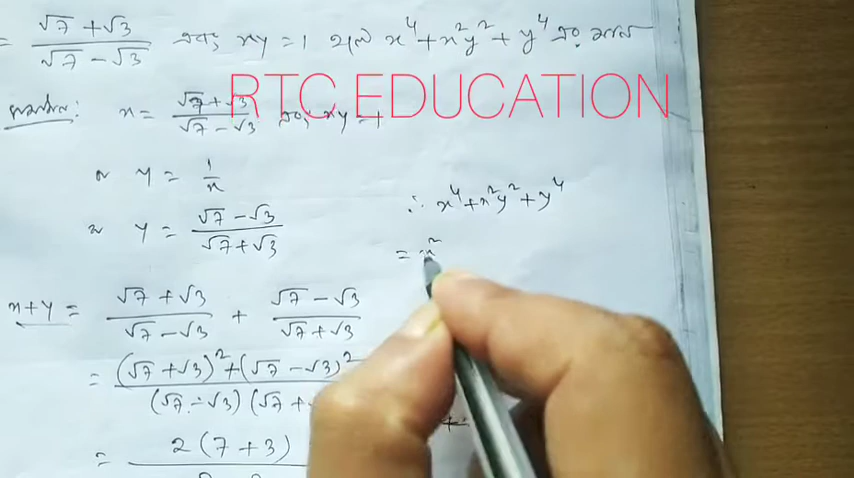 = (√7 + √3)/(√7 − √3) এবং xy = 1 হলে x⁴ + x²y² + y⁴ এর মান
RTC EDUCATION
সমাধান: x = (√7 + √3)/(√7 − √3) এবং, xy = 1
বা y = 1/x
বা y = (√7 − √3)/(√7 + √3)
∴ x⁴ + x²y² + y⁴
= x²
x + y = (√7 + √3)/(√7 − √3) + (√7 − √3)/(√7 + √3)
= (√7 + √3)² + (√7 − √3)²
(√7 − √3)(√7 +
= 2(7 + 3)